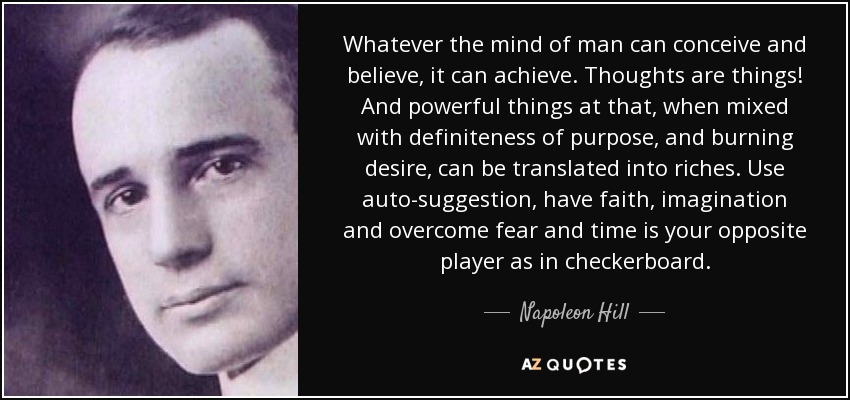 Whatever the mind of man can conceive and
believe, it can achieve. Thoughts are things!
And powerful things at that, when mixed
with definiteness of purpose, and burning
desire, can be translated into riches. Use
auto-suggestion, have faith, imagination
and overcome fear and time is your opposite
player as in checkerboard.
Napoleon Hill
AZ QUOTES